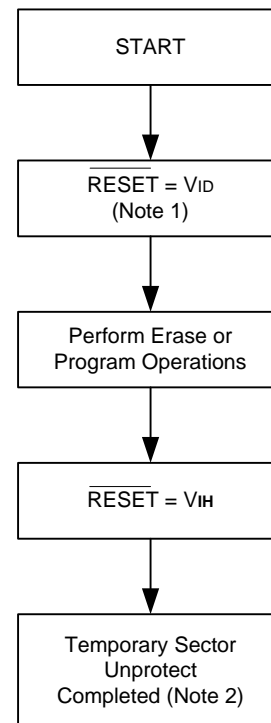 START
RESET = VID
(Note 1)
Perform Erase or
Program Operations
RESET = VIH
Temporary Sector
Unprotect
Completed (Note 2)